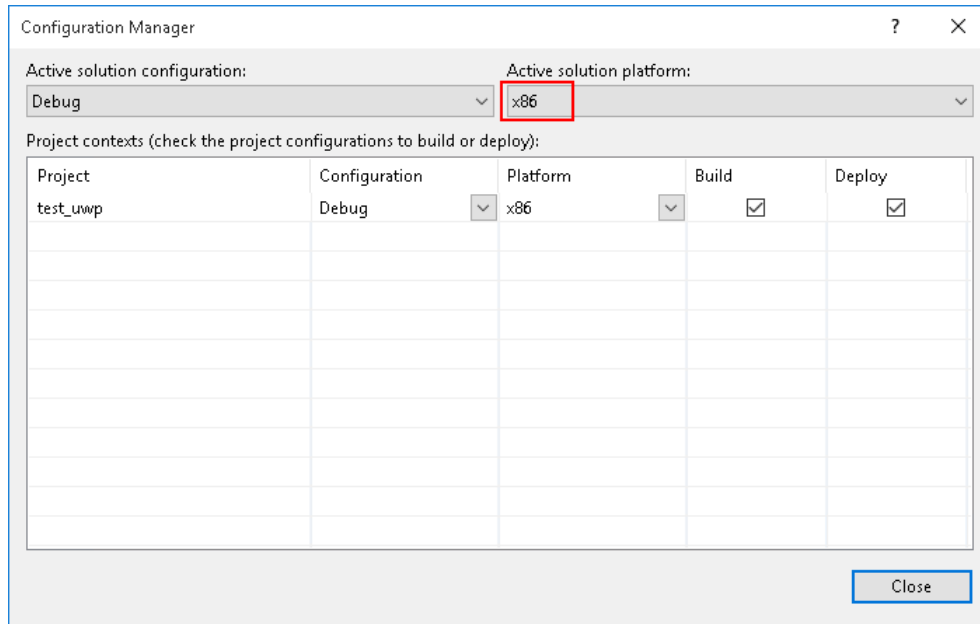 Configuration Manager ?
Active solution configuration: Active solution platform:
Debug x86
Project contexts (check the project configurations to build or deploy):
Project Configuration Platform Build Deploy
test_uwp Debug x86
Close